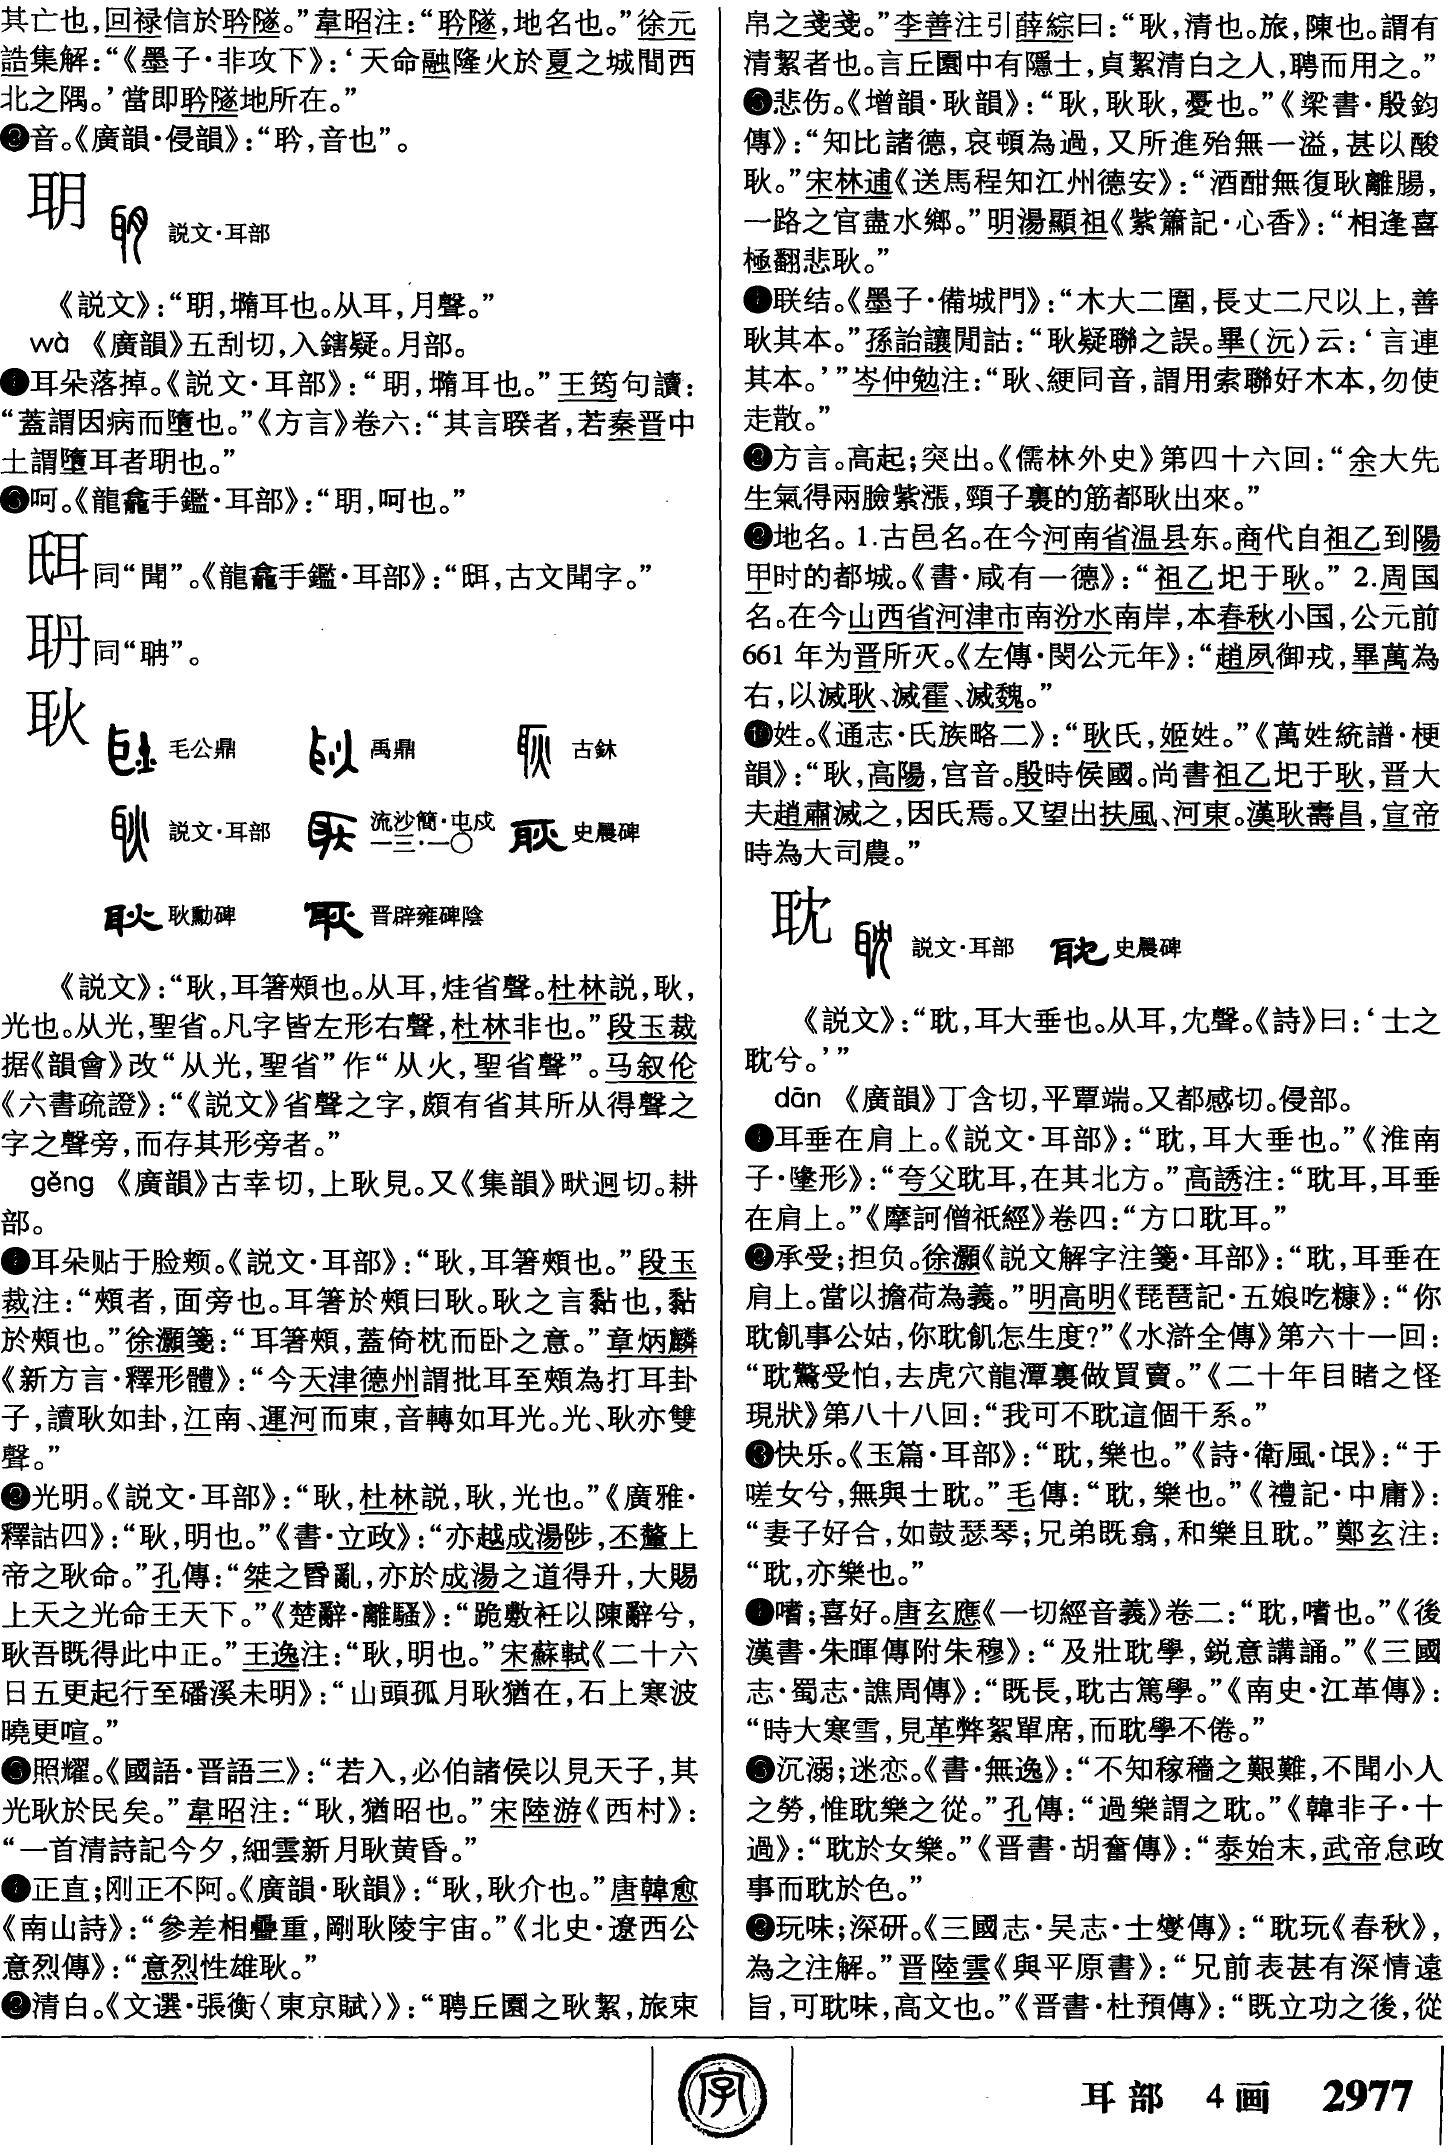 其亡也，回禄信於聆隧。”韋昭注：“聆隧，地名也。”徐元
誥集解：“《墨子·非攻下》：‘天命融隆火於夏之城間西
北之隅。’當即聆隧地所在。”
❷音。《廣韻·侵韻》：“耹，音也”。
明 説文·耳部
《説文》：“䎳，𡐦耳也。从耳，月聲。”
wà 《廣韻》五刮切，入鎋疑。月部。
❶耳朵落掉。《説文·耳部》：“䎳，𡐦耳也。”王筠句讀：
“蓋謂因病而墮也。”《方言》卷六：“其言睽者，若秦晋中
土謂墮耳者䎳也。”
❷呵。《龍龕手鑑·耳部》：“䎳，呵也。”
同“聞”。《龍龕手鑑·耳部》：“䎽，古文聞字。”
同“聃”。
耿
毛公鼎 禹鼎 古鉢
説文·耳部 流沙簡·屯戍一三·一〇 史晨碑
耿勳碑 晋辟雍碑陰
《説文》：“耿，耳箸頰也。从耳，烓省聲。杜林説，耿，
光也。从光，聖省。凡字皆左形右聲，杜林非也。”段玉裁
据《韻會》改“从光，聖省”作“从火，聖省聲”。马叙伦
《六書疏證》：“《説文》省聲之字，頗有省其所从得聲之
字之聲旁，而存其形旁者。”
gěng 《廣韻》古幸切，上耿見。又《集韻》畎迥切。耕
部。
❶耳朵贴于脸颊。《説文·耳部》：“耿，耳箸頰也。”段玉
裁注：“頰者，面旁也。耳箸於頰曰耿。耿之言黏也，黏
於頰也。”徐灝箋：“耳箸頰，蓋倚枕而卧之意。”章炳麟
《新方言·釋形體》：“今天津德州謂批耳至頰為打耳卦
子，讀耿如卦，江南、運河而東，音轉如耳光。光、耿亦雙
聲。”
❷光明。《説文·耳部》：“耿，杜林説，耿，光也。”《廣雅·
釋詁四》：“耿，明也。”《書·立政》：“亦越成湯陟，丕釐上
帝之耿命。”孔傳：“桀之昏亂，亦於成湯之道得升，大賜
上天之光命王天下。”《楚辭·離騷》：“跪敷衽以陳辭兮，
耿吾既得此中正。”王逸注：“耿，明也。”宋蘇軾《二十六
日五更起行至磻溪未明》：“山頭孤月耿猶在，石上寒波
曉更喧。”
❸照耀。《國語·晋語三》：“若入，必伯諸侯以見天子，其
光耿於民矣。”韋昭注：“耿，猶昭也。”宋陸游《西村》：
“一首清詩記今夕，細雲新月耿黄昏。”
❹正直；刚正不阿。《廣韻·耿韻》：“耿，耿介也。”唐韓愈
《南山詩》：“參差相疊重，剛耿陵宇宙。”《北史·遼西公
意烈傳》：“意烈性雄耿。”
❺清白。《文選·張衡〈東京賦〉》：“聘丘園之耿絜，旅束
帛之戔戔。”李善注引薛綜曰：“耿，清也。旅，陳也。謂有
清絜者也。言丘園中有隱士，貞絜清白之人，聘而用之。”
❻悲伤。《增韻·耿韻》：“耿，耿耿，憂也。”《梁書·殷鈞
傳》：“知比諸德，哀頓為過，又所進殆無一溢，甚以酸
耿。”宋林逋《送馬程知江州德安》：“酒酣無復耿離腸，
一路之官盡水鄉。”明湯顯祖《紫簫記·心香》：“相逢喜
極翻悲耿。”
❼联结。《墨子·備城門》：“木大二圍，長丈二尺以上，善
耿其本。”孫詒讓閒詁：“耿疑聯之誤。畢(沅)云：‘言連
其本。’”岑仲勉注：“耿、綆同音，謂用索聯好木本，勿使
走散。”
❽方言。高起；突出。《儒林外史》第四十六回：“余大先
生氣得兩臉紫漲，頸子裏的筋都耿出來。”
❾地名。1.古邑名。在今河南省温县东。商代自祖乙到陽
甲时的都城。《書·咸有一德》：“祖乙圯于耿。”2.周国
名。在今山西省河津市南汾水南岸，本春秋小国，公元前
661年为晋所灭。《左傳·閔公元年》：“趙夙御戎，畢萬為
右，以滅耿、滅霍、滅魏。”
❿姓。《通志·氏族略二》：“耿氏，姬姓。”《萬姓統譜·梗
韻》：“耿，高陽，宫音。殷時侯國。尚書祖乙圯于耿，晋大
夫趙肅滅之，因氏焉。又望出扶風、河東。漢耿壽昌，宣帝
時為大司農。”
耽 説文·耳部 史晨碑
《説文》：“耽，耳大垂也。从耳，冘聲。《詩》曰：‘士之
耽兮。’”
dān 《廣韻》丁含切，平覃端。又都感切。侵部。
❶耳垂在肩上。《説文·耳部》：“耽，耳大垂也。”《淮南
子·墬形》：“夸父耽耳，在其北方。”高誘注：“耽耳，耳垂
在肩上。”《摩訶僧祇經》卷四：“方口耽耳。”
❷承受；担负。徐灝《説文解字注箋·耳部》：“耽，耳垂在
肩上。當以擔荷為義。”明高明《琵琶記·五娘吃糠》：“你
耽飢事公姑，你耽飢怎生度？”《水滸全傳》第六十一回：
“耽驚受怕，去虎穴龍潭裏做買賣。”《二十年目睹之怪
現狀》第八十八回：“我可不耽這個干系。”
❸快乐。《玉篇·耳部》：“耽，樂也。”《詩·衛風·氓》：“于
嗟女兮，無與士耽。”毛傳：“耽，樂也。”《禮記·中庸》：
“妻子好合，如鼓瑟琴；兄弟既翕，和樂且耽。”鄭玄注：
“耽，亦樂也。”
❹嗜；喜好。唐玄應《一切經音義》卷二：“耽，嗜也。”《後
漢書·朱暉傳附朱穆》：“及壯耽學，鋭意講誦。”《三國
志·蜀志·譙周傳》：“既長，耽古篤學。”《南史·江革傳》：
“時大寒雪，見革弊絮單席，而耽學不倦。”
❺沉溺；迷恋。《書·無逸》：“不知稼穡之艱難，不聞小人
之勞，惟耽樂之從。”孔傳：“過樂謂之耽。”《韓非子·十
過》：“耽於女樂。”《晋書·胡奮傳》：“泰始末，武帝怠政
事而耽於色。”
❻玩味；深研。《三國志·吴志·士燮傳》：“耽玩《春秋》，
為之注解。”晋陸雲《與平原書》：“兄前表甚有深情遠
旨，可耽味，高文也。”《晋書·杜預傳》：“既立功之後，從
字
耳部 4画 2977